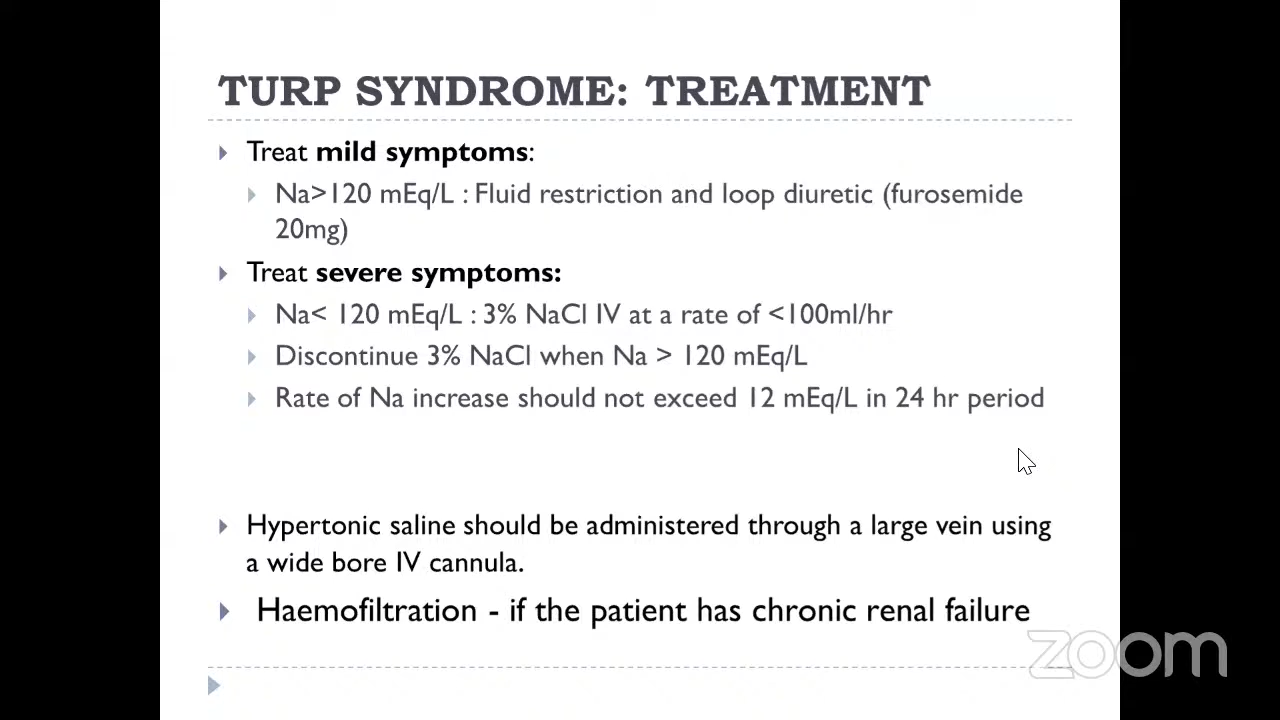 TURP SYNDROME: TREATMENT
Treat mild symptoms:
Na>120 mEq/L : Fluid restriction and loop diuretic (furosemide
20mg)
Treat severe symptoms:
Na< 120 mEq/L : 3% NaCl IV at a rate of <100ml/hr
Discontinue 3% NaCl when Na > 120 mEq/L
Rate of Na increase should not exceed 12 mEq/L in 24 hr period
Hypertonic saline should be administered through a large vein using
a wide bore IV cannula.
Haemofiltration - if the patient has chronic renal failure
zoom